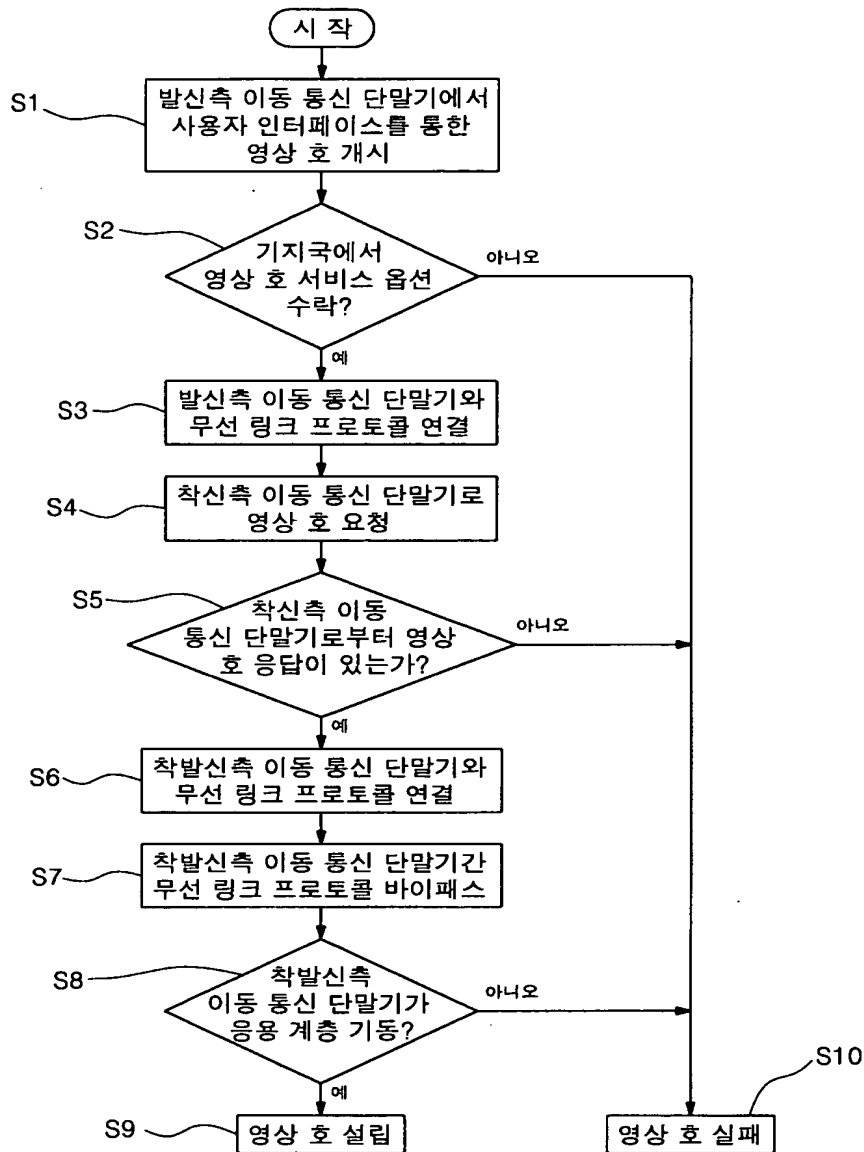 시 작
S1
발신측 이동 통신 단말기에서
사용자 인터페이스를 통한
영상 호 개시
S2
기지국에서
영상 호 서비스 옵션
수락?
아니오
예
S3
발신측 이동 통신 단말기와
무선 링크 프로토콜 연결
S4
착신측 이동 통신 단말기로
영상 호 요청
S5
착신측 이동
통신 단말기로부터 영상
호 응답이 있는가?
아니오
예
S6
착발신측 이동 통신 단말기와
무선 링크 프로토콜 연결
S7
착발신측 이동 통신 단말기간
무선 링크 프로토콜 바이패스
S8
착발신측
이동 통신 단말기가
응용 계층 기동?
아니오
예
S9
영상 호 설립
S10
영상 호 실패